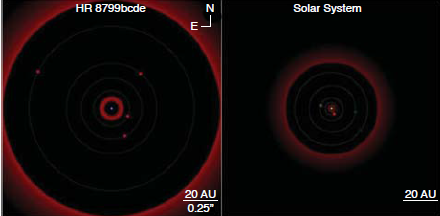 HR 8799bcde
N
E
20 AU
0.25"
Solar System
20 AU